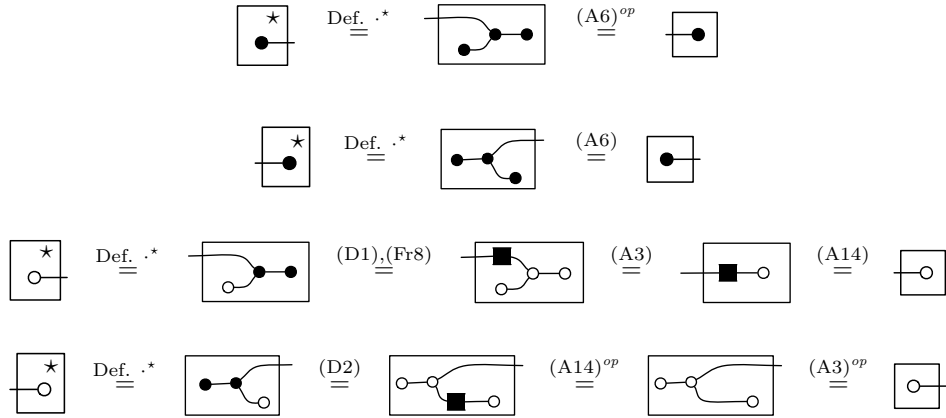 ⋆ Def. ·⋆ = (A6)op =
⋆ Def. ·⋆ = (A6) =
⋆ Def. ·⋆ = (D1),(Fr8) = (A3) = (A14) =
⋆ Def. ·⋆ = (D2) = (A14)op = (A3)op =